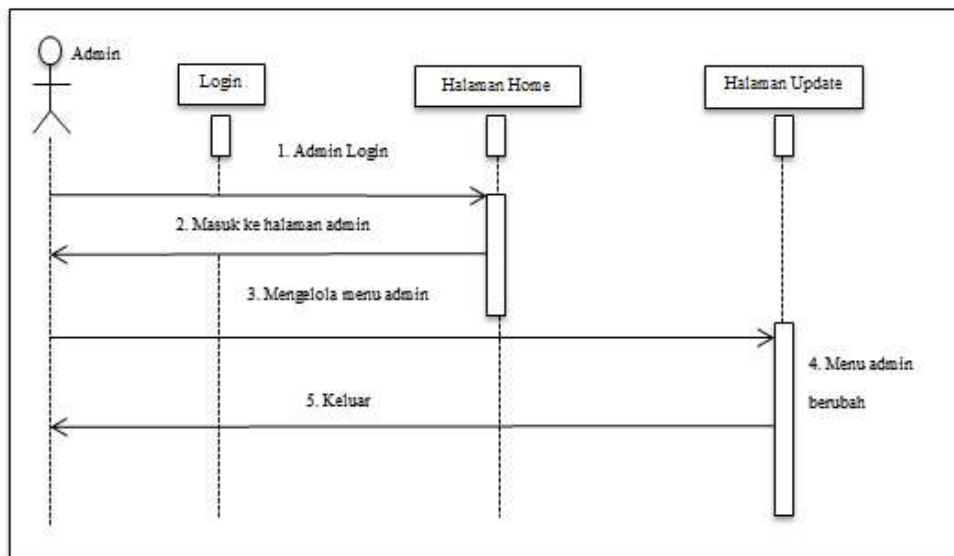 Admin
Login
Halaman Home
Halaman Update
1. Admin Login
2. Masuk ke halaman admin
3. Mengelola menu admin
4. Menu admin
berubah
5. Keluar